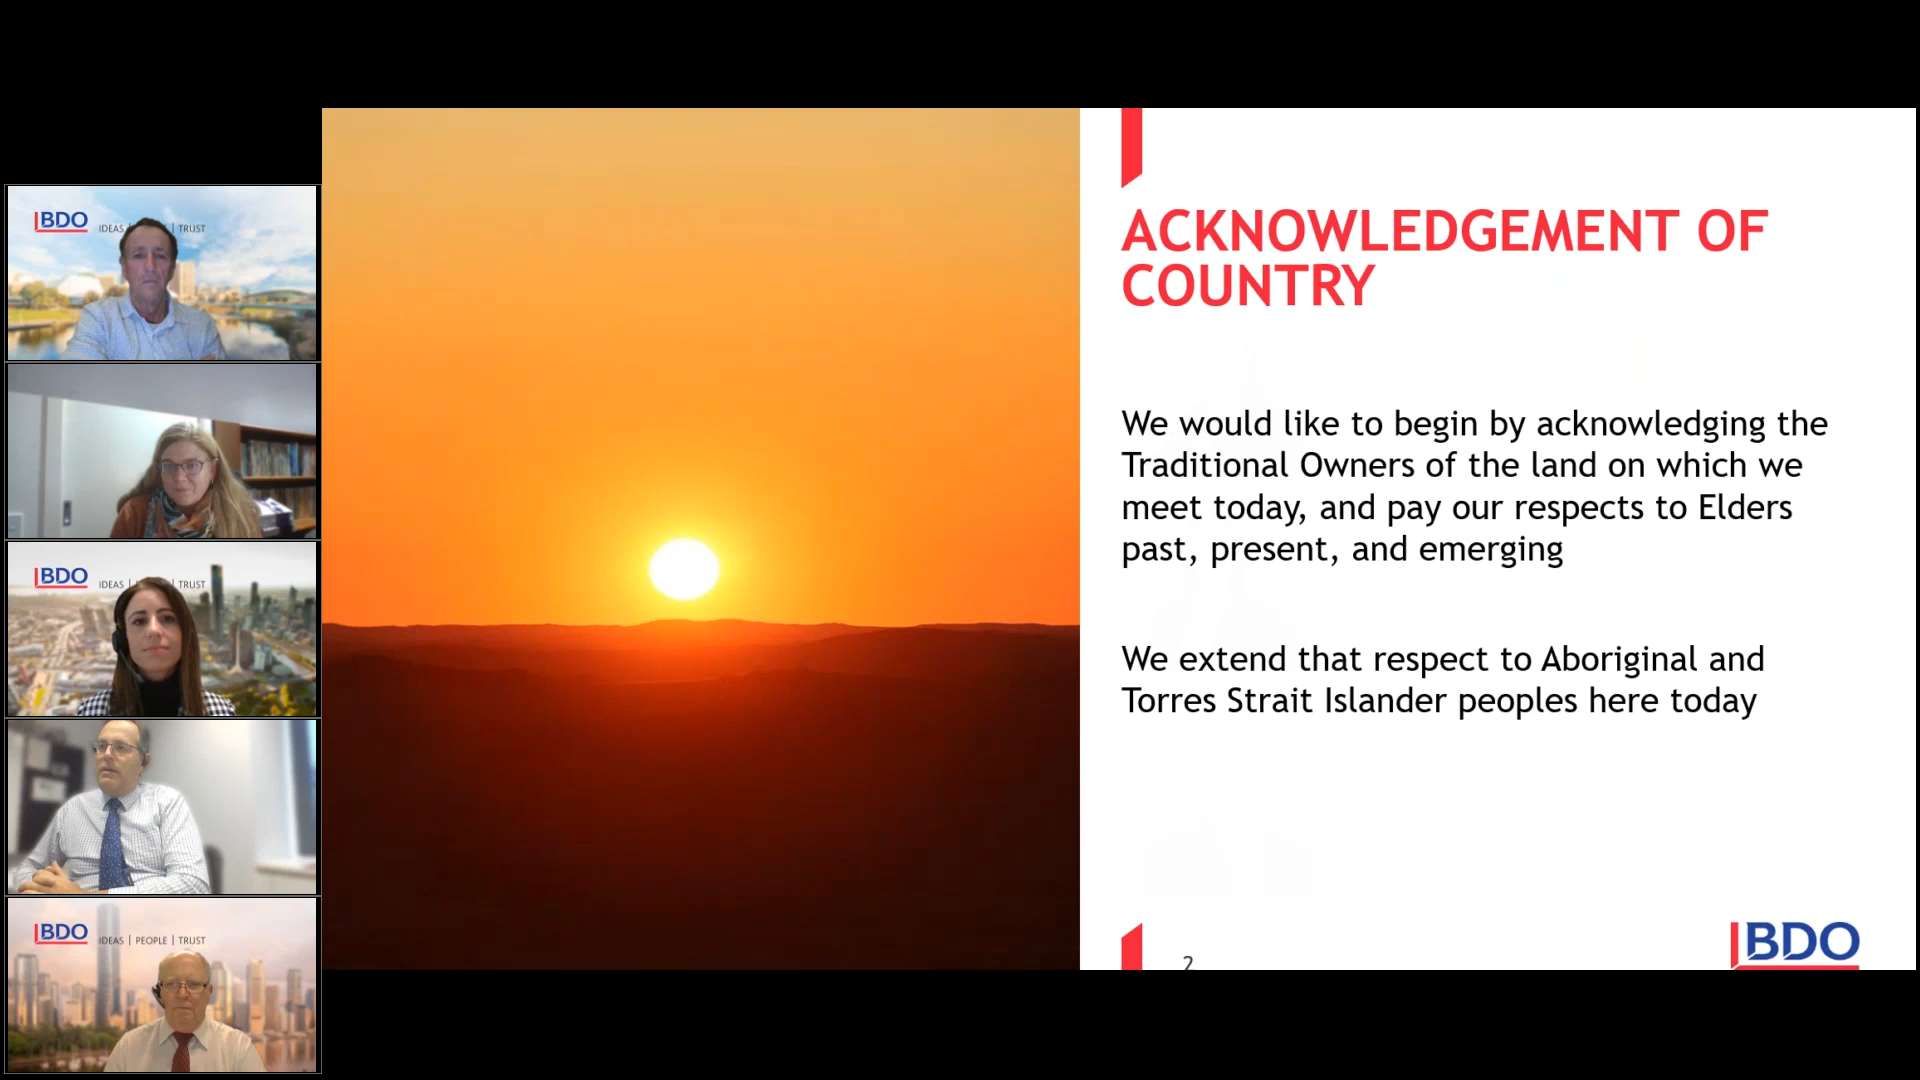 BDO
IDEAS | TRUST
BDO
IDEAS | TRUST
BDO
IDEAS | PEOPLE | TRUST
ACKNOWLEDGEMENT OF
COUNTRY
We would like to begin by acknowledging the
Traditional Owners of the land on which we
meet today, and pay our respects to Elders
past, present, and emerging
We extend that respect to Aboriginal and
Torres Strait Islander peoples here today
2
BDO